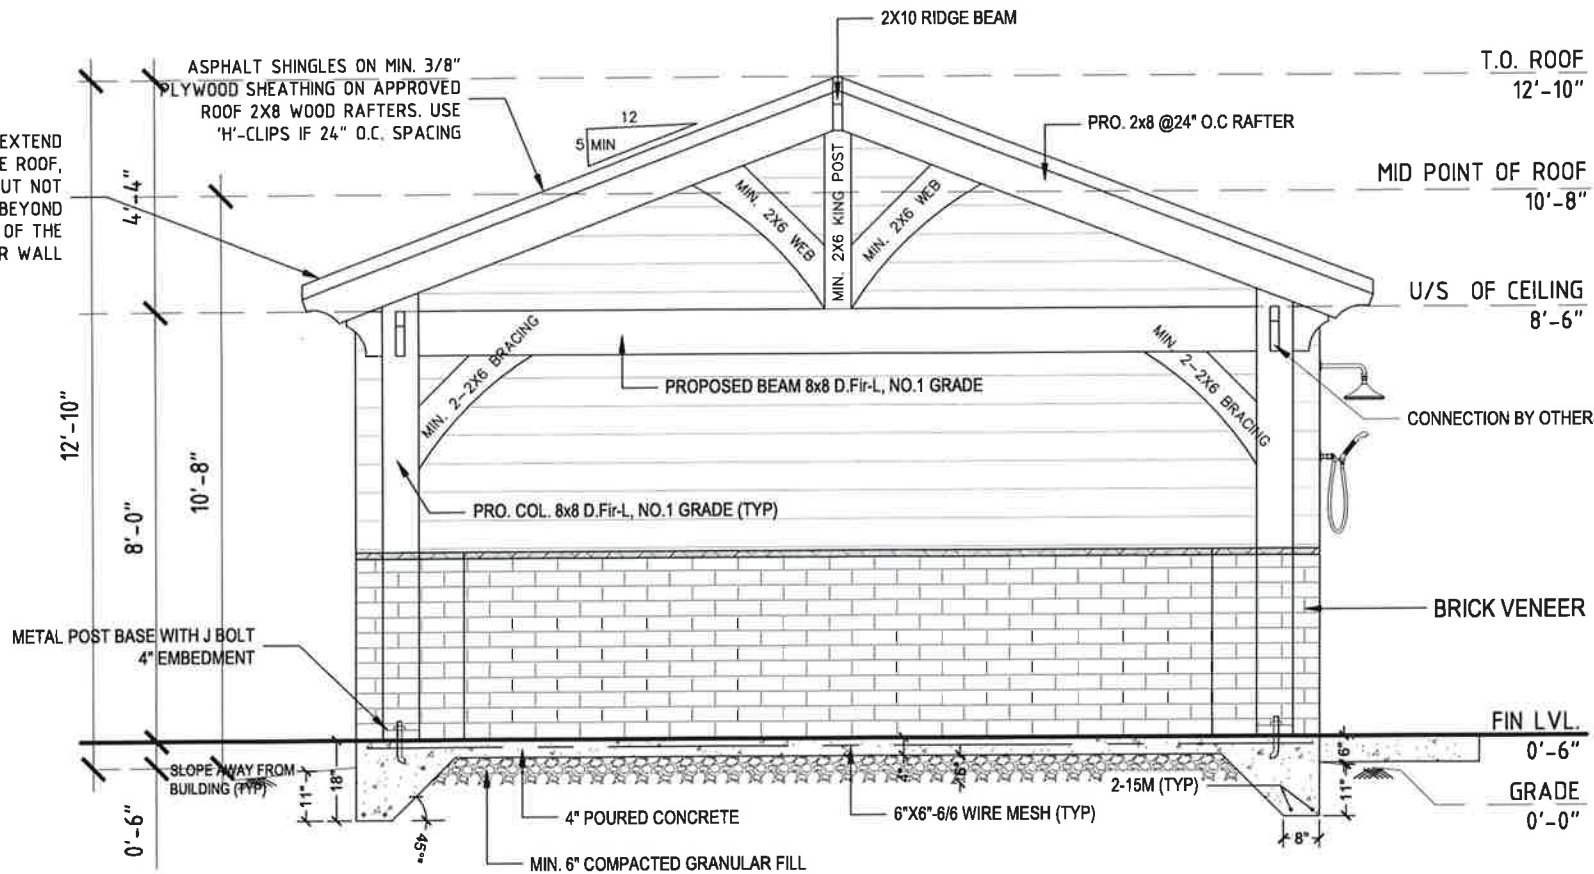 2X10 RIDGE BEAM
ASPHALT SHINGLES ON MIN. 3/8"
PLYWOOD SHEATHING ON APPROVED
ROOF 2X8 WOOD RAFTERS. USE
'H'-CLIPS IF 24" O.C. SPACING
T.O. ROOF
12'-10"
12
5 MIN
PRO. 2x8 @24" O.C RAFTER
EXTEND
ROOF,
UT NOT
BEYOND
OF THE
R WALL
4'-4"
MIN. 2X6 WEB
MIN. 2X6 KING POST
MIN. 2X6 WEB
MID POINT OF ROOF
10'-8"
U/S OF CEILING
8'-6"
MIN. 2-2X6 BRACING
MIN. 2-2X6 BRACING
PROPOSED BEAM 8x8 D.Fir-L, NO.1 GRADE
CONNECTION BY OTHER
12'-10"
10'-8"
8'-0"
PRO. COL. 8x8 D.Fir-L, NO.1 GRADE (TYP)
BRICK VENEER
METAL POST BASE WITH J BOLT
4" EMBEDMENT
FIN LVL.
0'-6"
SLOPE AWAY FROM
BUILDING (TYP)
11"
18"
4"
6"
6"
2-15M (TYP)
11"
GRADE
0'-0"
0'-6"
45°
4" POURED CONCRETE
6"X6"-6/6 WIRE MESH (TYP)
8"
MIN. 6" COMPACTED GRANULAR FILL